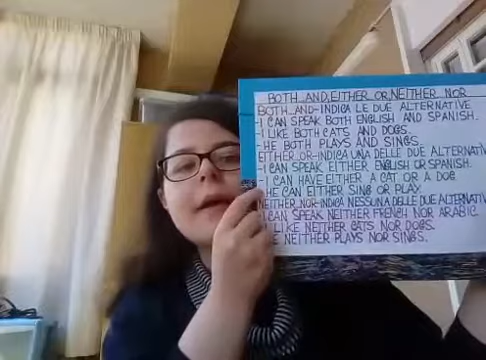 BOTH AND, EITHER OR, NEITHER NOR
BOTH AND-INDICA LE DUE ALTERNATIVE
-I CAN SPEAK BOTH ENGLISH AND SPANISH.
-I LIKE BOTH CATS AND DOGS.
-HE BOTH PLAYS AND SINGS.
EITHER OR-INDICA UNA DELLE DUE ALTERNATIV
-I CAN SPEAK EITHER ENGLISH OR SPANISH.
-I CAN HAVE EITHER A CAT OR A DOG
HE CAN EITHER SING OR PLAY.
NEITHER NOR-INDICA NESSUNA DELLE DUE ALTERNATIV
I CAN SPEAK NEITHER FRENCH NOR ARABIC.
I LIKE NEITHER CATS NOR DOGS.
E NEITHER PLAYS NOR SINGS.